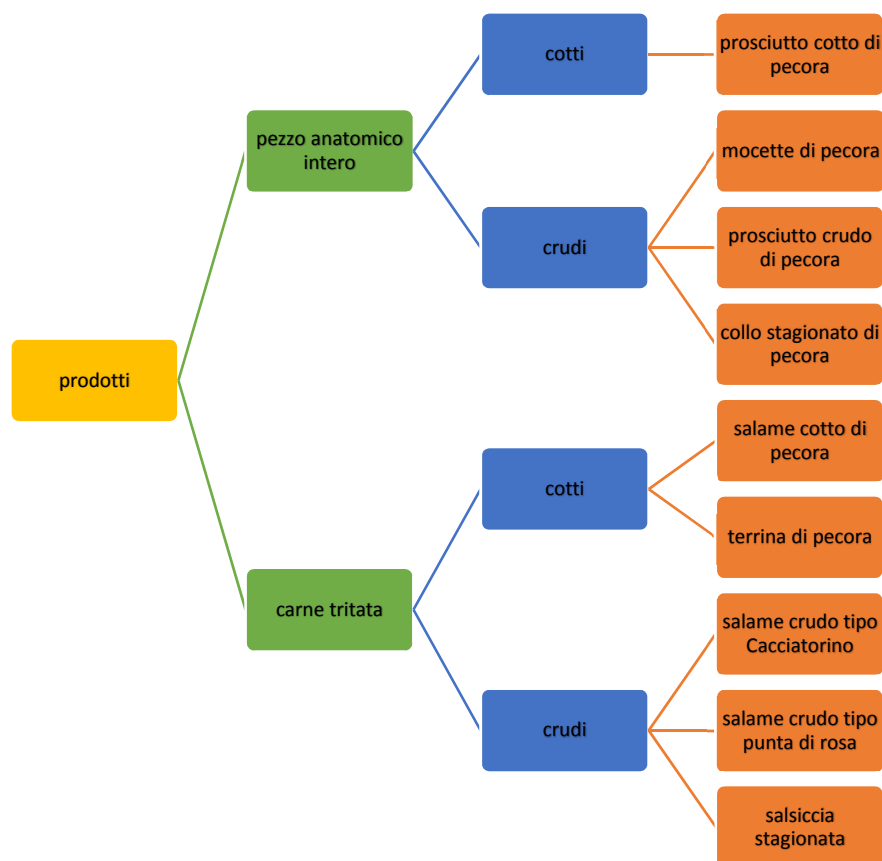 prodotti
pezzo anatomico
intero
cotti
prosciutto cotto di
pecora
crudi
mocette di pecora
prosciutto crudo
di pecora
collo stagionato di
pecora
carne tritata
cotti
salame cotto di
pecora
terrina di pecora
crudi
salame crudo tipo
Cacciatorino
salame crudo tipo
punta di rosa
salsiccia
stagionata